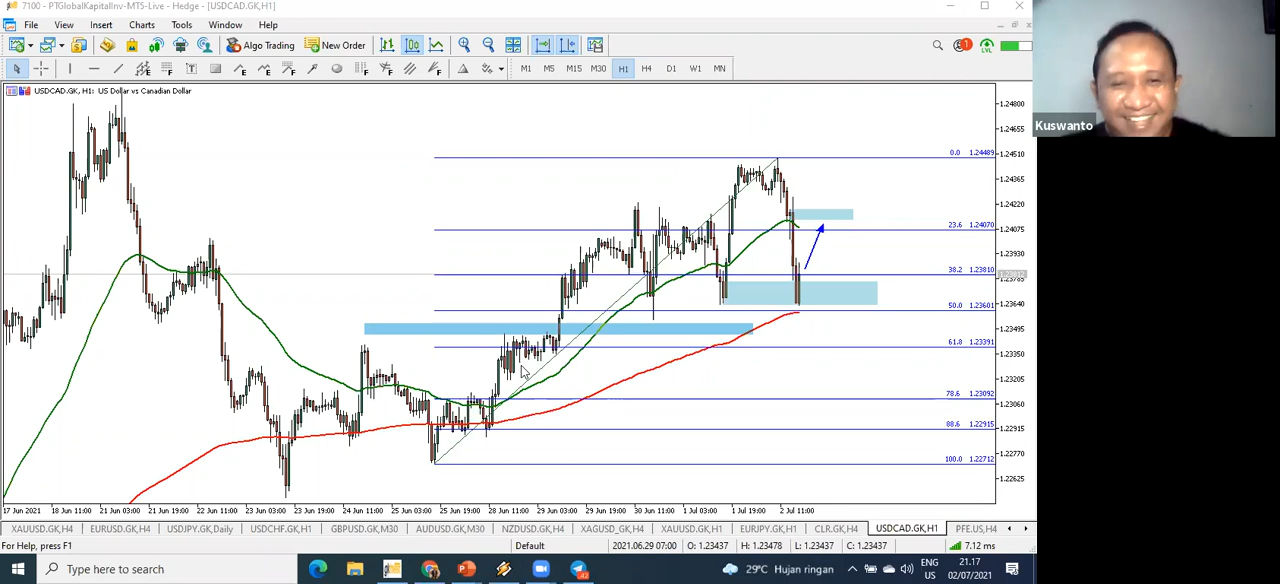 7100 - PTGlobalKapitalInv-MT5-Live - Hedge - [USDCAD.GK,H1]
File View Insert Charts Tools Window Help
Algo Trading New Order
1 LVL
T M1 M5 M15 M30 H1 H4 D1 W1 MN
USDCAD.GK, H1: US Dollar vs Canadian Dollar
Kuswanto
1.24800
1.24655
0.0 1.24489
1.24510
1.24365
1.24220
23.6 1.24070
1.24075
1.23930
38.2 1.23810
1.23812
1.23785
1.23640
50.0 1.23601
1.23495
61.8 1.23391
1.23350
1.23205
78.6 1.23092
1.23060
88.6 1.22915
1.22915
100.0 1.22712
1.22770
1.22625
17 Jun 2021 18 Jun 11:00 21 Jun 03:00 21 Jun 19:00 22 Jun 11:00 23 Jun 03:00 23 Jun 19:00 24 Jun 11:00 25 Jun 03:00 25 Jun 19:00 28 Jun 11:00 29 Jun 03:00 29 Jun 19:00 30 Jun 11:00 1 Jul 03:00 1 Jul 19:00 2 Jul 11:00
XAUUSD.GK,H4 EURUSD.GK,H4 USDJPY.GK,Daily USDCHF.GK,H1 GBPUSD.GK,M30 AUDUSD.GK,M30 NZDUSD.GK,H4 XAGUSD.GK,H4 XAUUSD.GK,H1 EURJPY.GK,H1 CLR.GK,H4 USDCAD.GK,H1 PFE.US,H4
For Help, press F1 Default 2021.06.29 07:00 O: 1.23437 H: 1.23478 L: 1.23437 C: 1.23437 7.12 ms
Type here to search 29°C Hujan ringan ENG US 21.17 02/07/2021